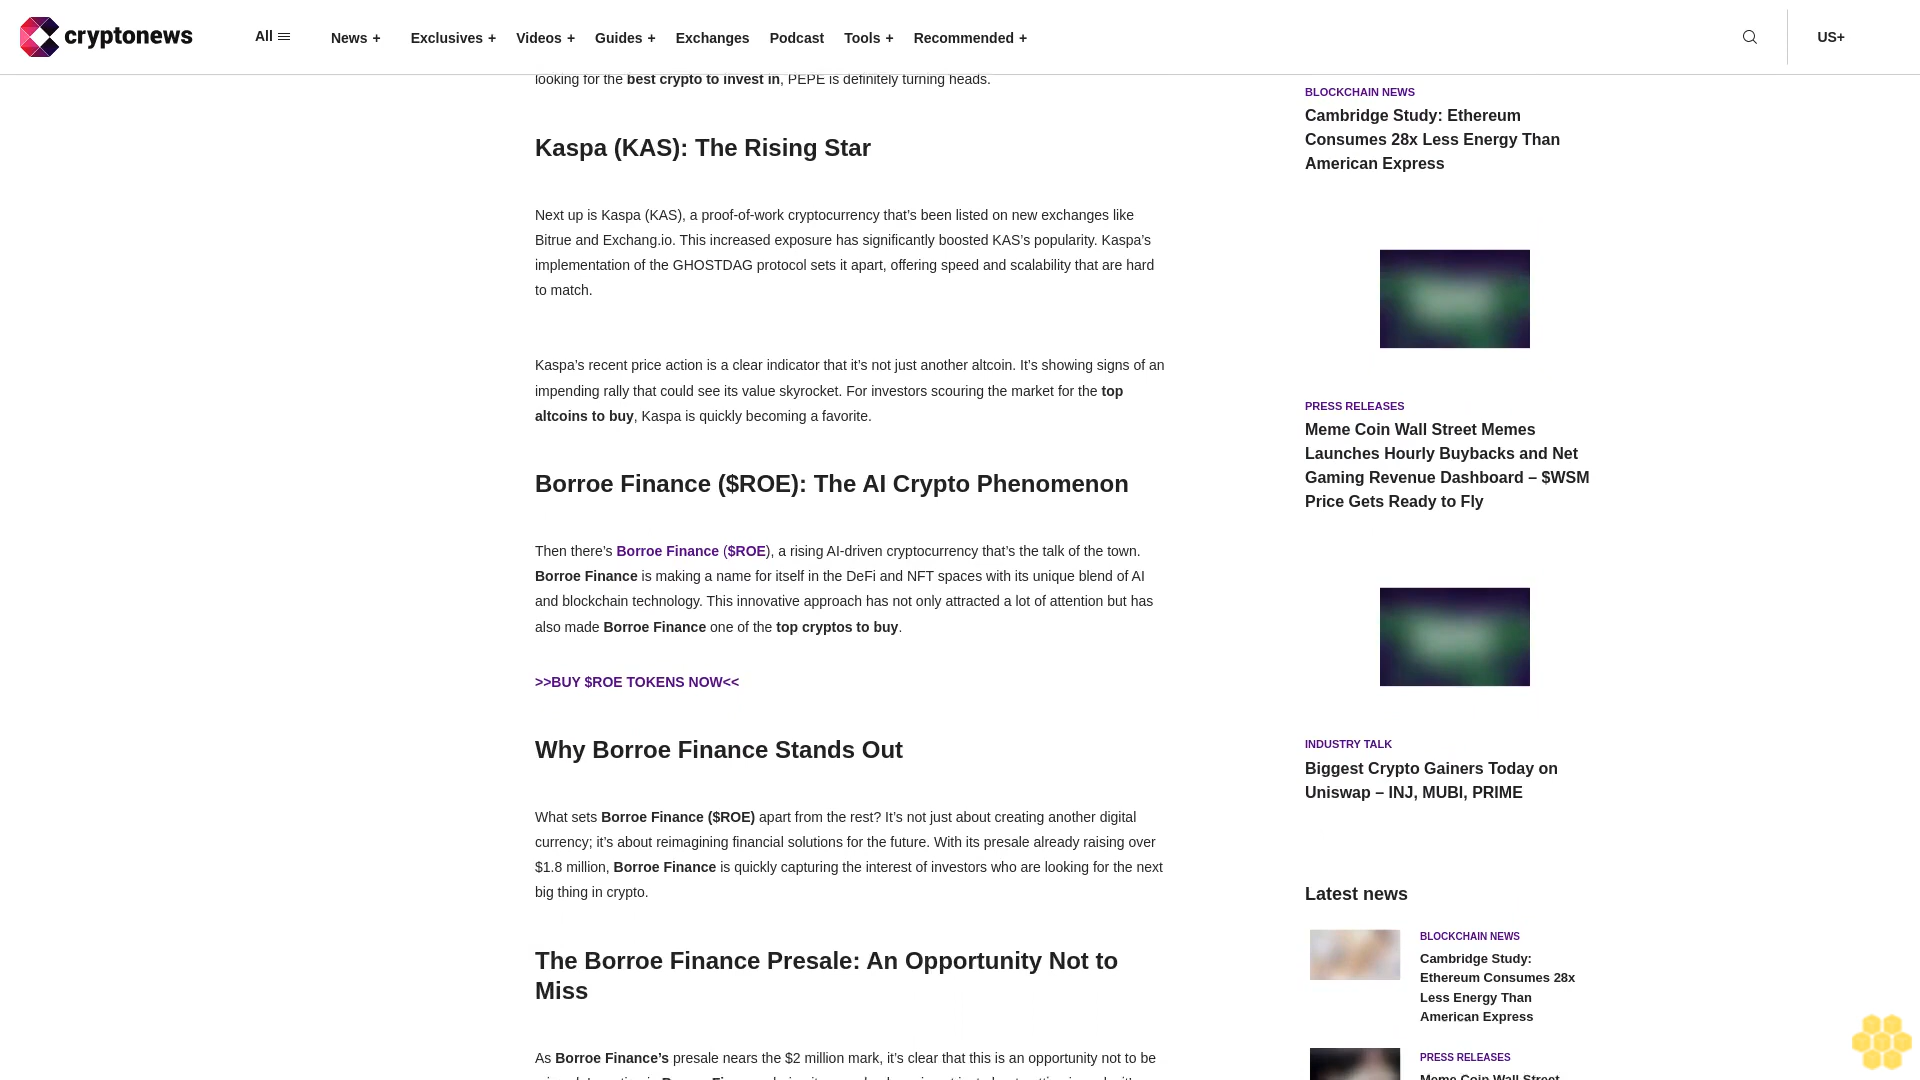 cryptonews
All
News +
Exclusives +
Videos +
Guides +
Exchanges
Podcast
Tools +
Recommended +
US+
looking for the best crypto to invest in, PEPE is definitely turning heads.
Kaspa (KAS): The Rising Star
Next up is Kaspa (KAS), a proof-of-work cryptocurrency that’s been listed on new exchanges like
Bitrue and Exchang.io. This increased exposure has significantly boosted KAS’s popularity. Kaspa’s
implementation of the GHOSTDAG protocol sets it apart, offering speed and scalability that are hard
to match.
Kaspa’s recent price action is a clear indicator that it’s not just another altcoin. It’s showing signs of an
impending rally that could see its value skyrocket. For investors scouring the market for the top
altcoins to buy, Kaspa is quickly becoming a favorite.
Borroe Finance ($ROE): The AI Crypto Phenomenon
Then there’s Borroe Finance ($ROE), a rising AI-driven cryptocurrency that’s the talk of the town.
Borroe Finance is making a name for itself in the DeFi and NFT spaces with its unique blend of AI
and blockchain technology. This innovative approach has not only attracted a lot of attention but has
also made Borroe Finance one of the top cryptos to buy.
>>BUY $ROE TOKENS NOW<<
Why Borroe Finance Stands Out
What sets Borroe Finance ($ROE) apart from the rest? It’s not just about creating another digital
currency; it’s about reimagining financial solutions for the future. With its presale already raising over
$1.8 million, Borroe Finance is quickly capturing the interest of investors who are looking for the next
big thing in crypto.
The Borroe Finance Presale: An Opportunity Not to
Miss
As Borroe Finance’s presale nears the $2 million mark, it’s clear that this is an opportunity not to be
BLOCKCHAIN NEWS
Cambridge Study: Ethereum
Consumes 28x Less Energy Than
American Express
PRESS RELEASES
Meme Coin Wall Street Memes
Launches Hourly Buybacks and Net
Gaming Revenue Dashboard – $WSM
Price Gets Ready to Fly
INDUSTRY TALK
Biggest Crypto Gainers Today on
Uniswap – INJ, MUBI, PRIME
Latest news
BLOCKCHAIN NEWS
Cambridge Study:
Ethereum Consumes 28x
Less Energy Than
American Express
PRESS RELEASES
Meme Coin Wall Street